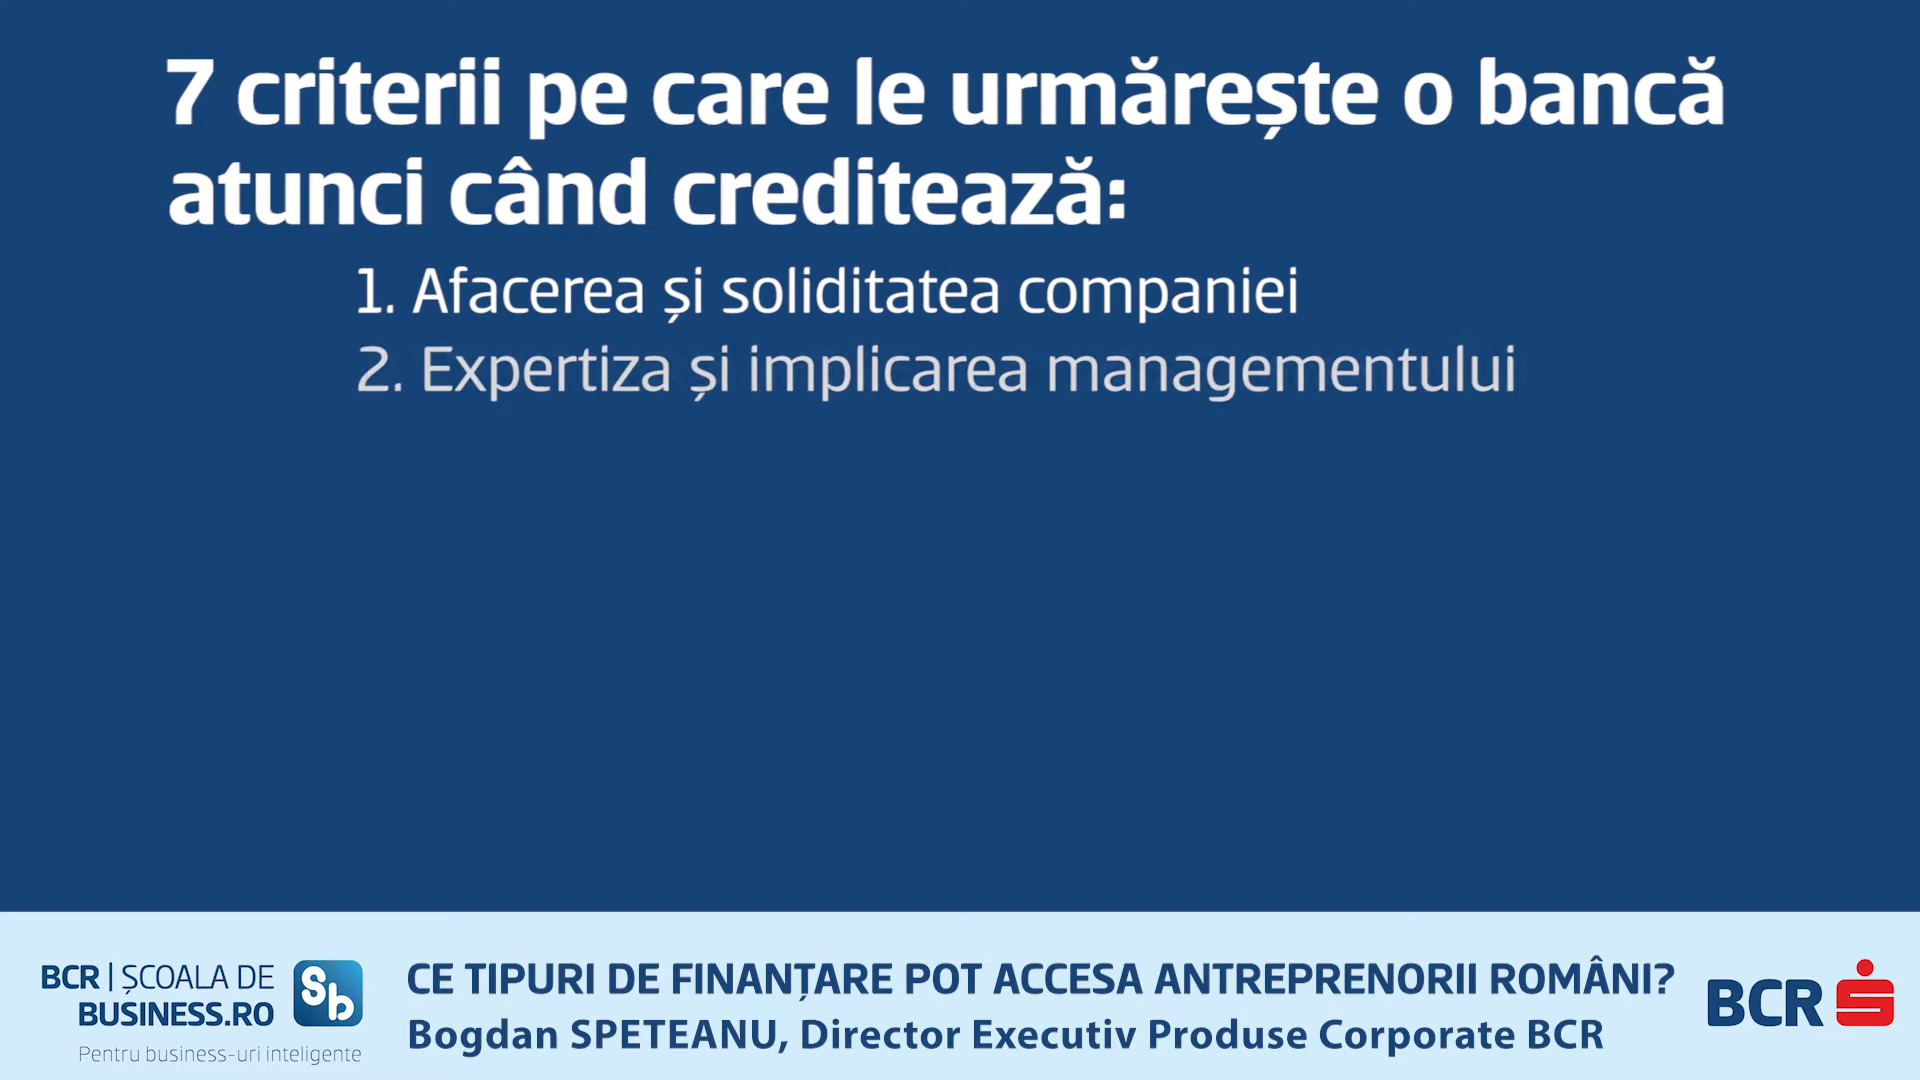 7 criterii pe care le urmărește o bancă
atunci când creditează:
1. Afacerea și soliditatea companiei
2. Expertiza și implicarea managementului
BCR | ȘCOALA DE
BUSINESS.RO
Pentru business-uri inteligente
Sb
CE TIPURI DE FINANȚARE POT ACCESA ANTREPRENORII ROMÂNI?
Bogdan SPETEANU, Director Executiv Produse Corporate BCR
BCR